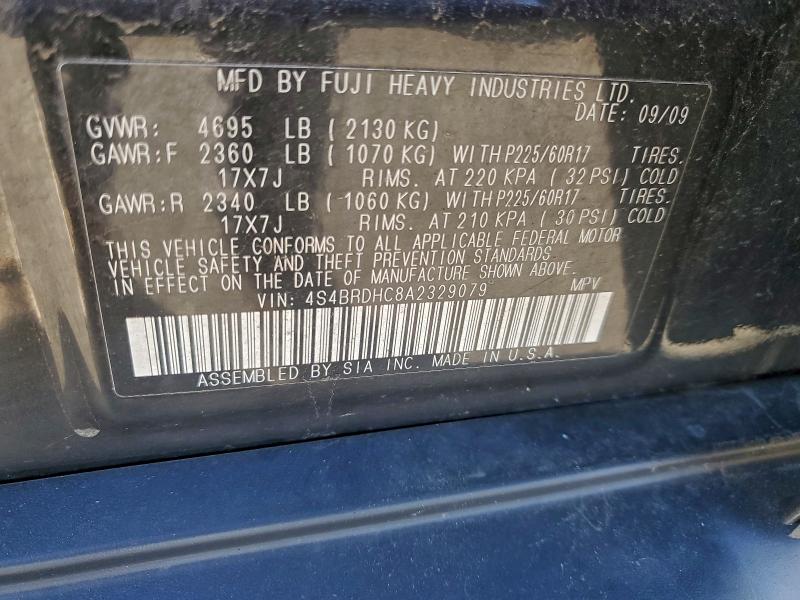 MFD BY FUJI HEAVY INDUSTRIES LTD.
DATE: 09/09
GVWR: 4695 LB ( 2130 KG)
GAWR:F 2360 LB ( 1070 KG) WITH P225/60R17 TIRES.
17X7J RIMS. AT 220 KPA ( 32 PSI) COLD
GAWR:R 2340 LB ( 1060 KG) WITH P225/60R17 TIRES.
17X7J RIMS. AT 210 KPA ( 30 PSI) COLD
THIS VEHICLE CONFORMS TO ALL APPLICABLE FEDERAL MOTOR
VEHICLE SAFETY AND THEFT PREVENTION STANDARDS
IN EFFECT ON THE DATE OF MANUFACTURE SHOWN ABOVE.
VIN: 4S4BRDHC8A2329079 MPV
ASSEMBLED BY SIA INC. MADE IN U.S.A.